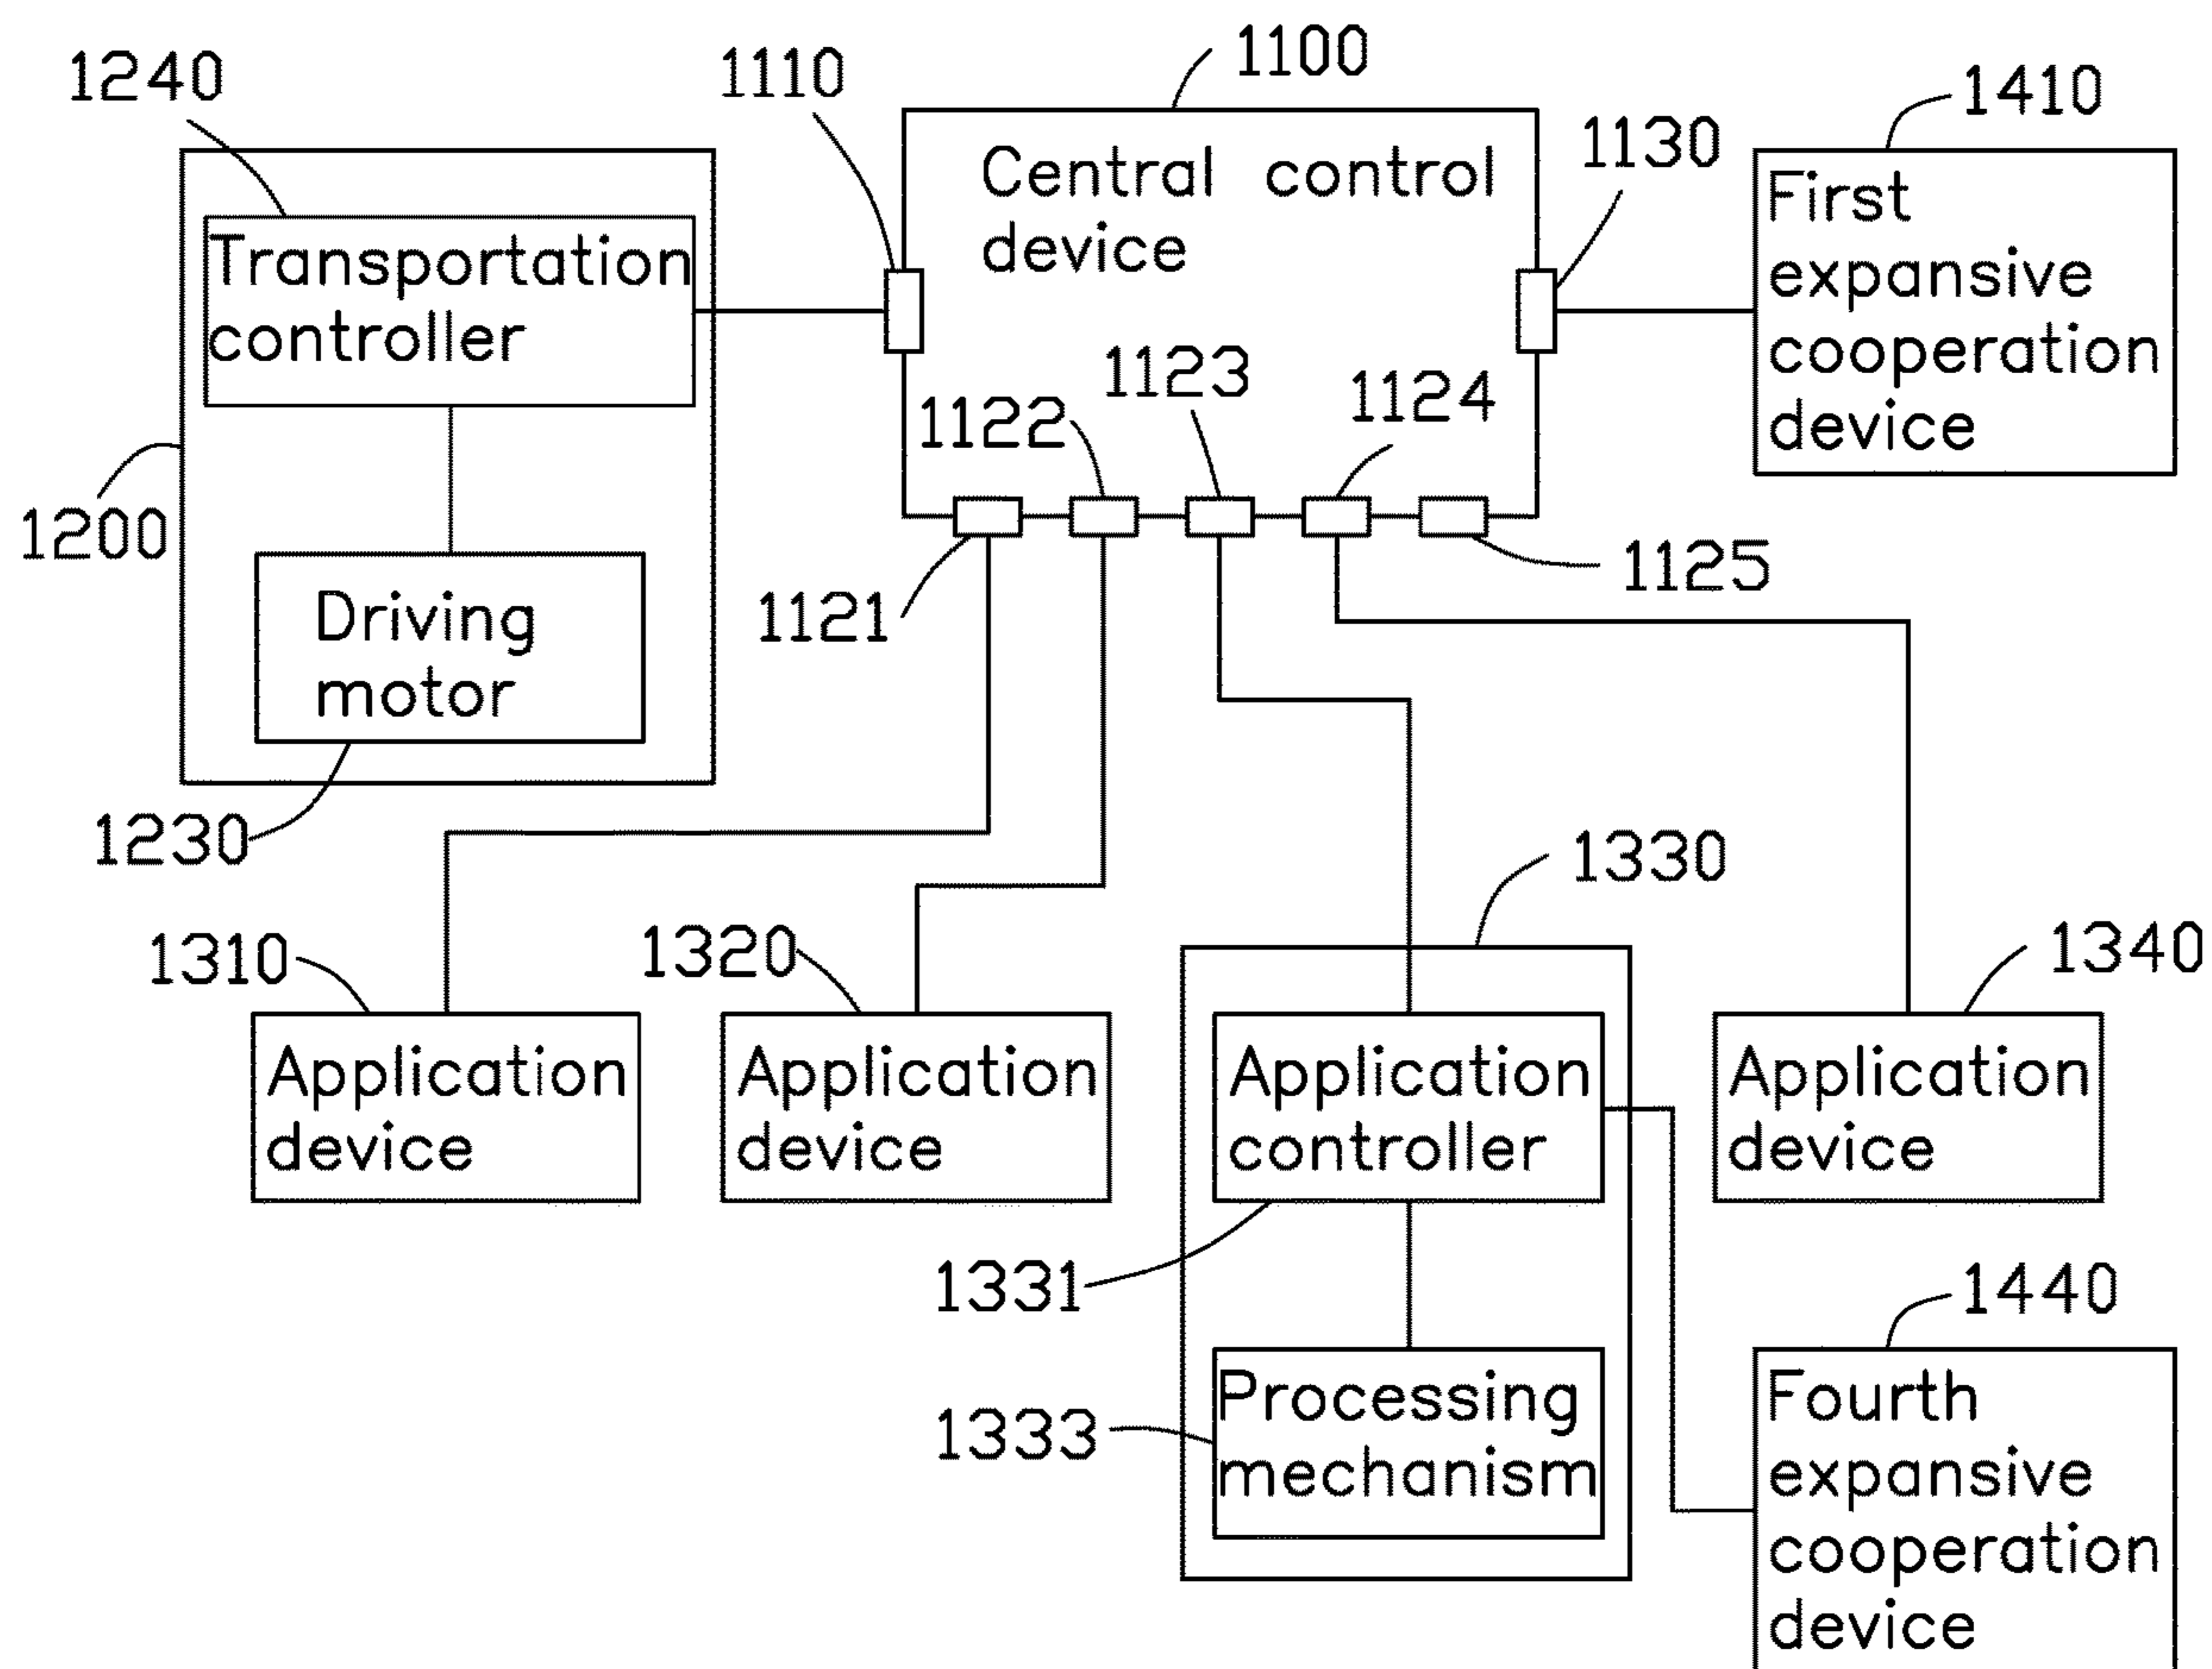 1240
1110
1100
1410
1130
Central control
device
First
expansive
cooperation
device
Transportation
controller
1123
1124
1122
1200
1125
1121
Driving
motor
1230
1330
1310
1320
1340
Application
device
Application
device
Application
controller
Application
device
1331
1440
1333
Processing
mechanism
Fourth
expansive
cooperation
device